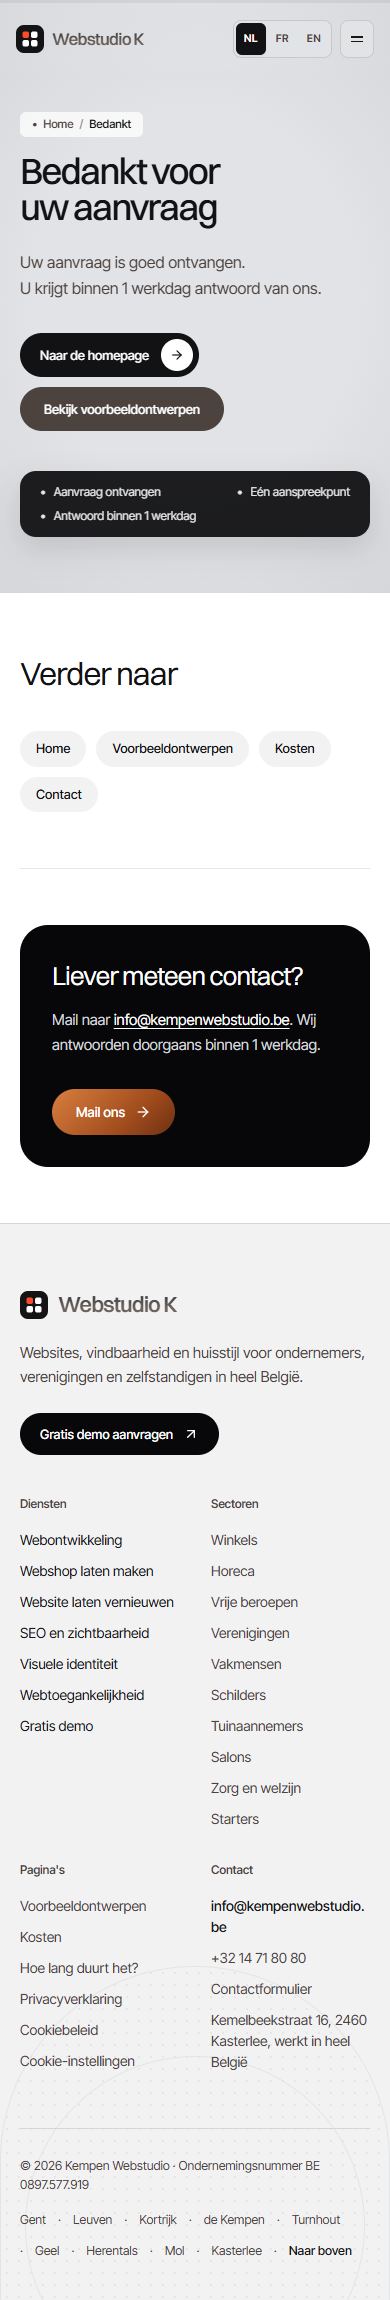 Webstudio K
NL FR EN
• Home / Bedankt
Bedankt voor
uw aanvraag
Uw aanvraag is goed ontvangen.
U krijgt binnen 1 werkdag antwoord van ons.
Naar de homepage
Bekijk voorbeeldontwerpen
• Aanvraag ontvangen • Eén aanspreekpunt
• Antwoord binnen 1 werkdag
Verder naar
Home Voorbeeldontwerpen Kosten
Contact
Liever meteen contact?
Mail naar info@kempenwebstudio.be. Wij
antwoorden doorgaans binnen 1 werkdag.
Mail ons
Webstudio K
Websites, vindbaarheid en huisstijl voor ondernemers,
verenigingen en zelfstandigen in heel België.
Gratis demo aanvragen
Diensten
Webontwikkeling
Webshop laten maken
Website laten vernieuwen
SEO en zichtbaarheid
Visuele identiteit
Webtoegankelijkheid
Gratis demo
Sectoren
Winkels
Horeca
Vrije beroepen
Verenigingen
Vakmensen
Schilders
Tuinaannemers
Salons
Zorg en welzijn
Starters
Pagina's
Voorbeeldontwerpen
Kosten
Hoe lang duurt het?
Privacyverklaring
Cookiebeleid
Cookie-instellingen
Contact
info@kempenwebstudio.
be
+32 14 71 80 80
Contactformulier
Kemelbeekstraat 16, 2460
Kasterlee, werkt in heel
België
© 2026 Kempen Webstudio · Ondernemingsnummer BE
0897.577.919
Gent · Leuven · Kortrijk · de Kempen · Turnhout
· Geel · Herentals · Mol · Kasterlee · Naar boven